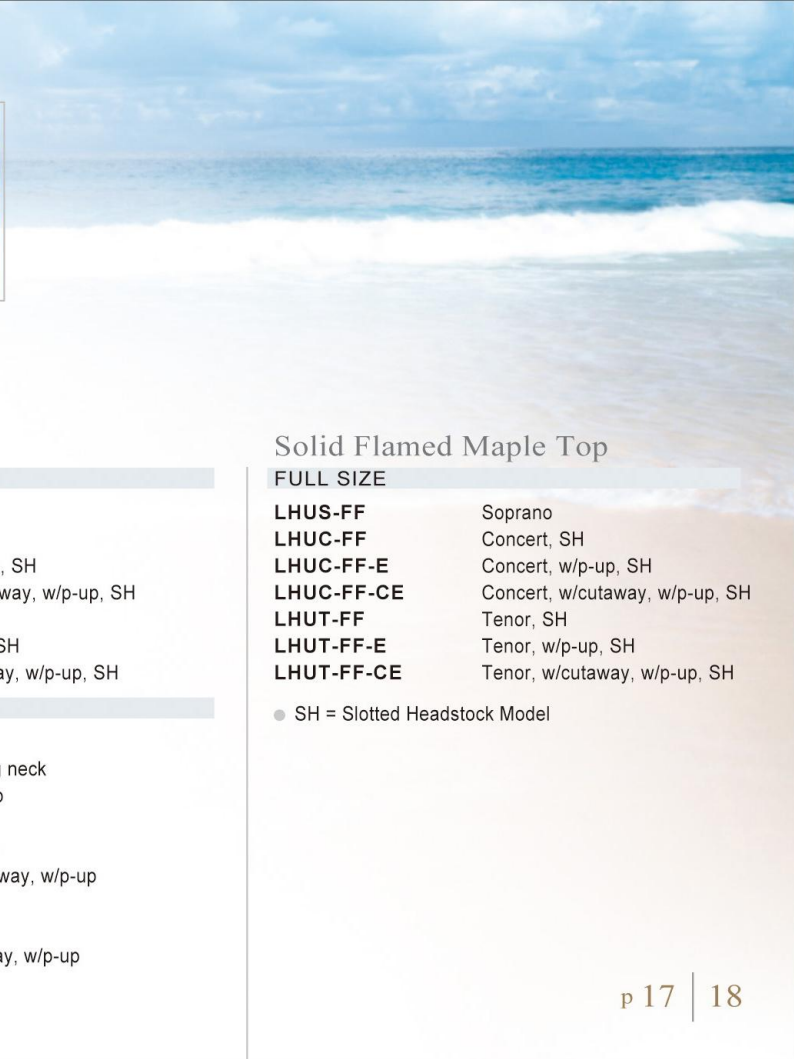 , SH
way, w/p-up, SH
SH
ay, w/p-up, SH
neck
way, w/p-up
ay, w/p-up
Solid Flamed Maple Top
FULL SIZE
LHUS-FF Soprano
LHUC-FF Concert, SH
LHUC-FF-E Concert, w/p-up, SH
LHUC-FF-CE Concert, w/cutaway, w/p-up, SH
LHUT-FF Tenor, SH
LHUT-FF-E Tenor, w/p-up, SH
LHUT-FF-CE Tenor, w/cutaway, w/p-up, SH
SH = Slotted Headstock Model
p 17 | 18